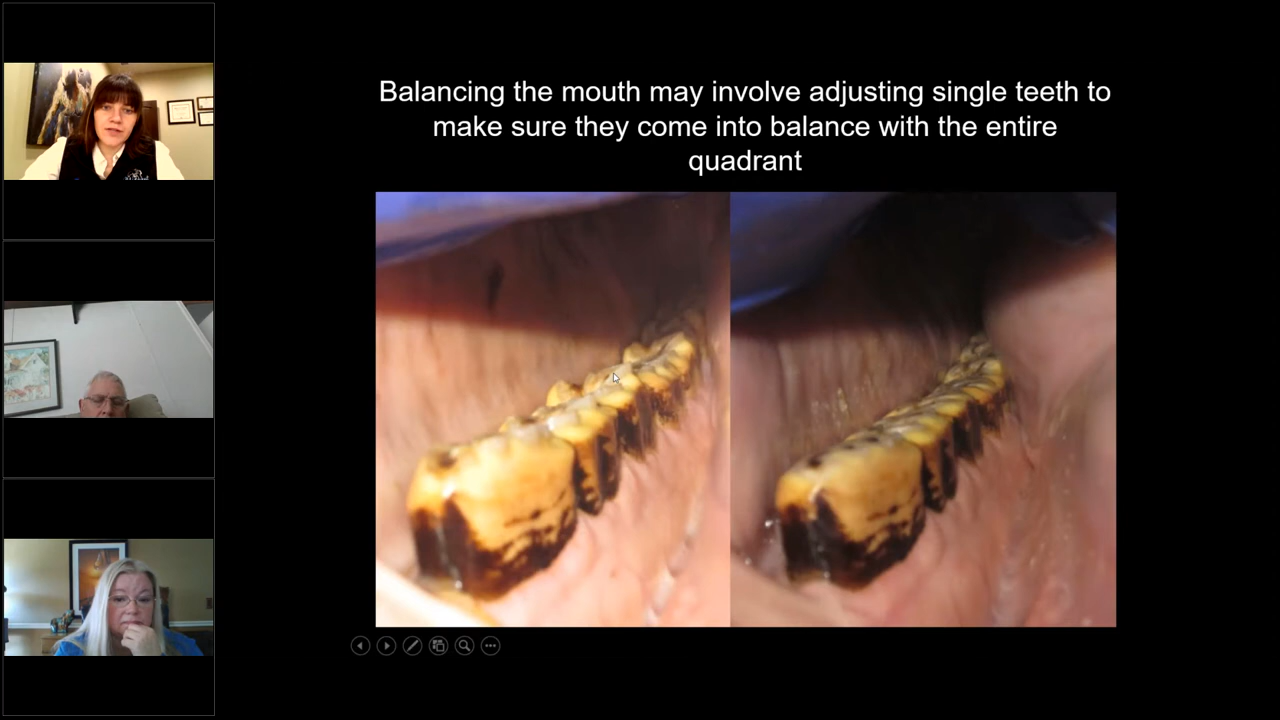 Balancing the mouth may involve adjusting single teeth to
make sure they come into balance with the entire
quadrant